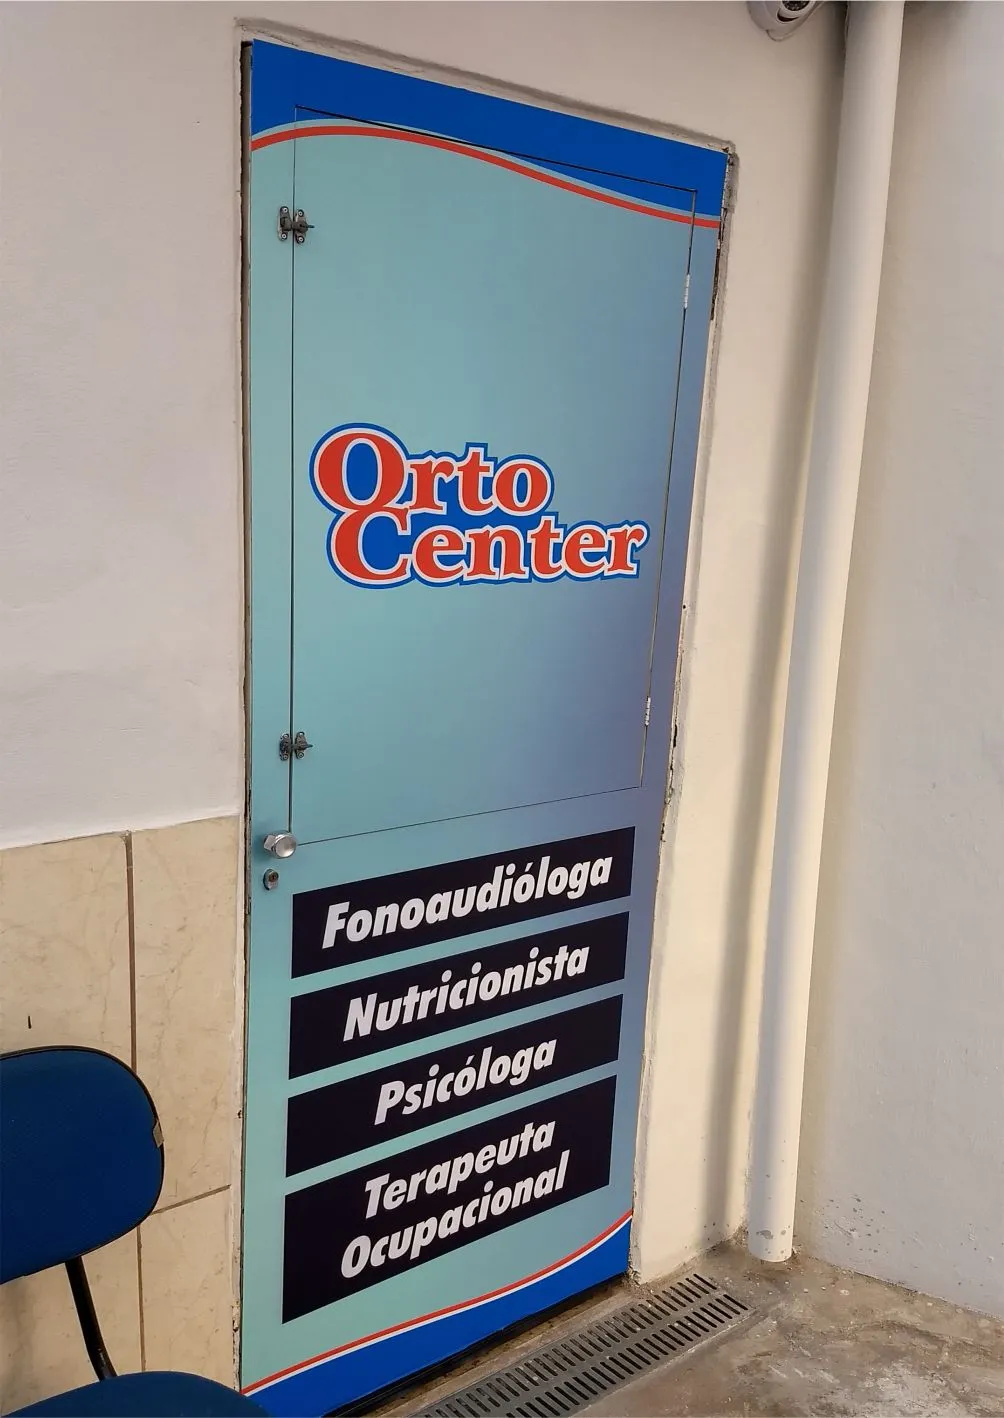 Orto
Center
Fonoaudióloga
Nutricionista
Psicóloga
Terapeuta
Ocupacional